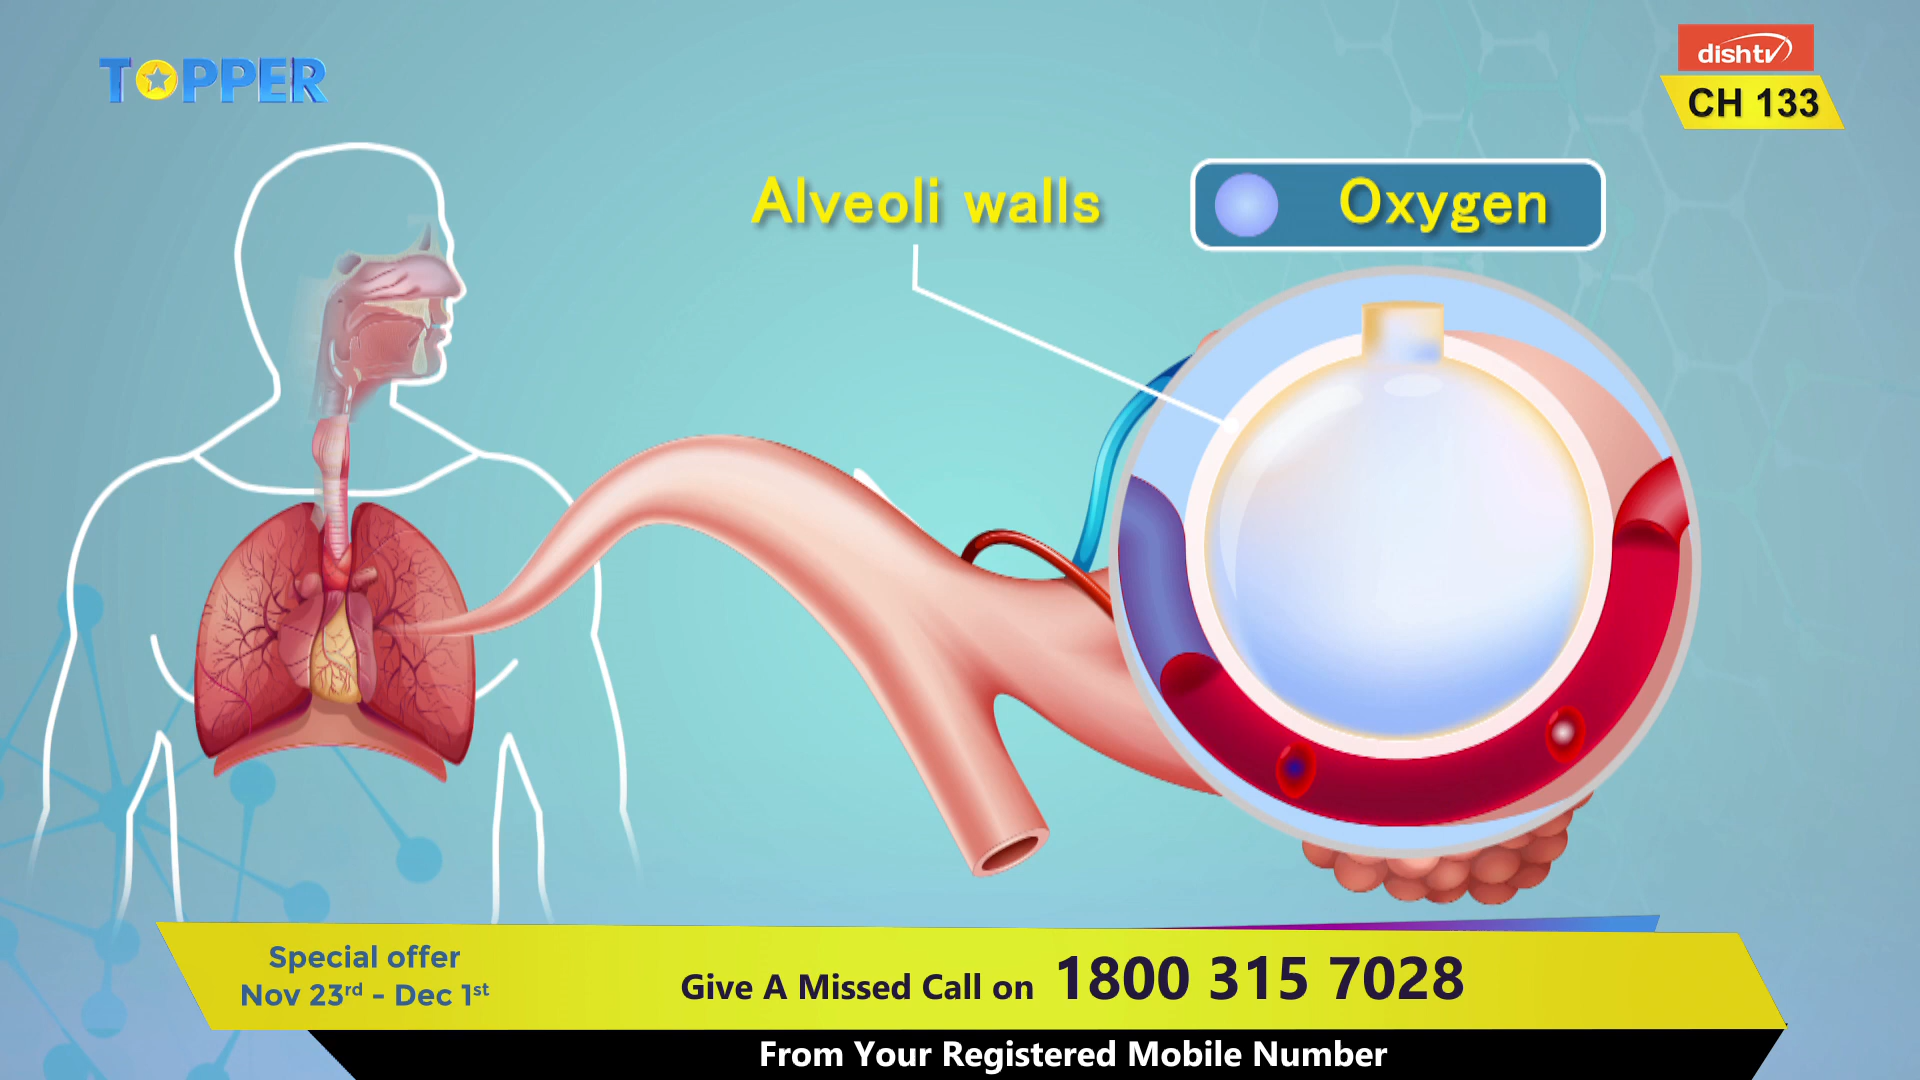 TOPPER
dishtv
CH 133
Alveoli walls
Oxygen
Special offer
Nov 23rd - Dec 1st
Give A Missed Call on 1800 315 7028
From Your Registered Mobile Number